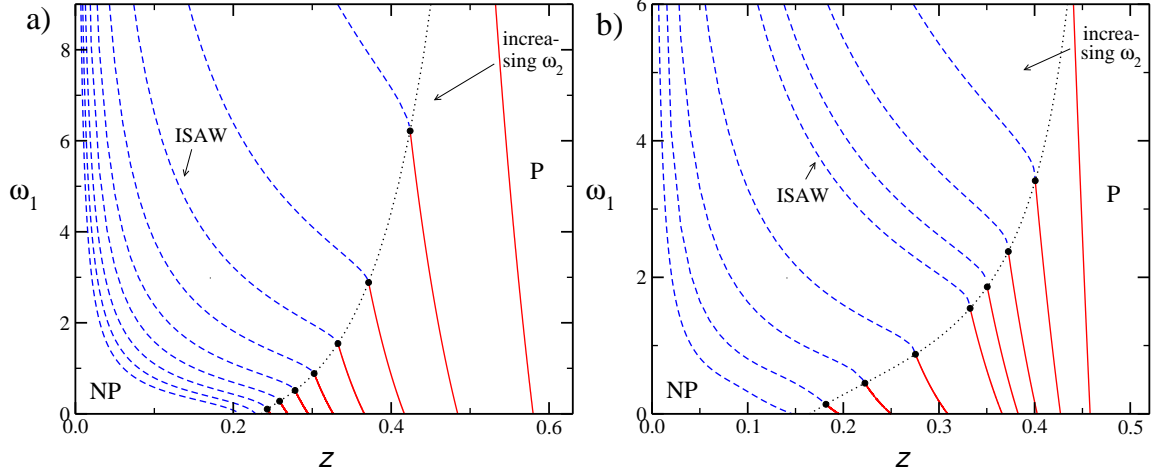 a)
increa-
sing ω₂
ISAW
P
NP
ω₁
8
6
4
2
0
0.0
0.2
0.4
0.6
z
b)
increa-
sing ω₂
ISAW
P
NP
ω₁
6
4
2
0
0.0
0.1
0.2
0.3
0.4
0.5
z